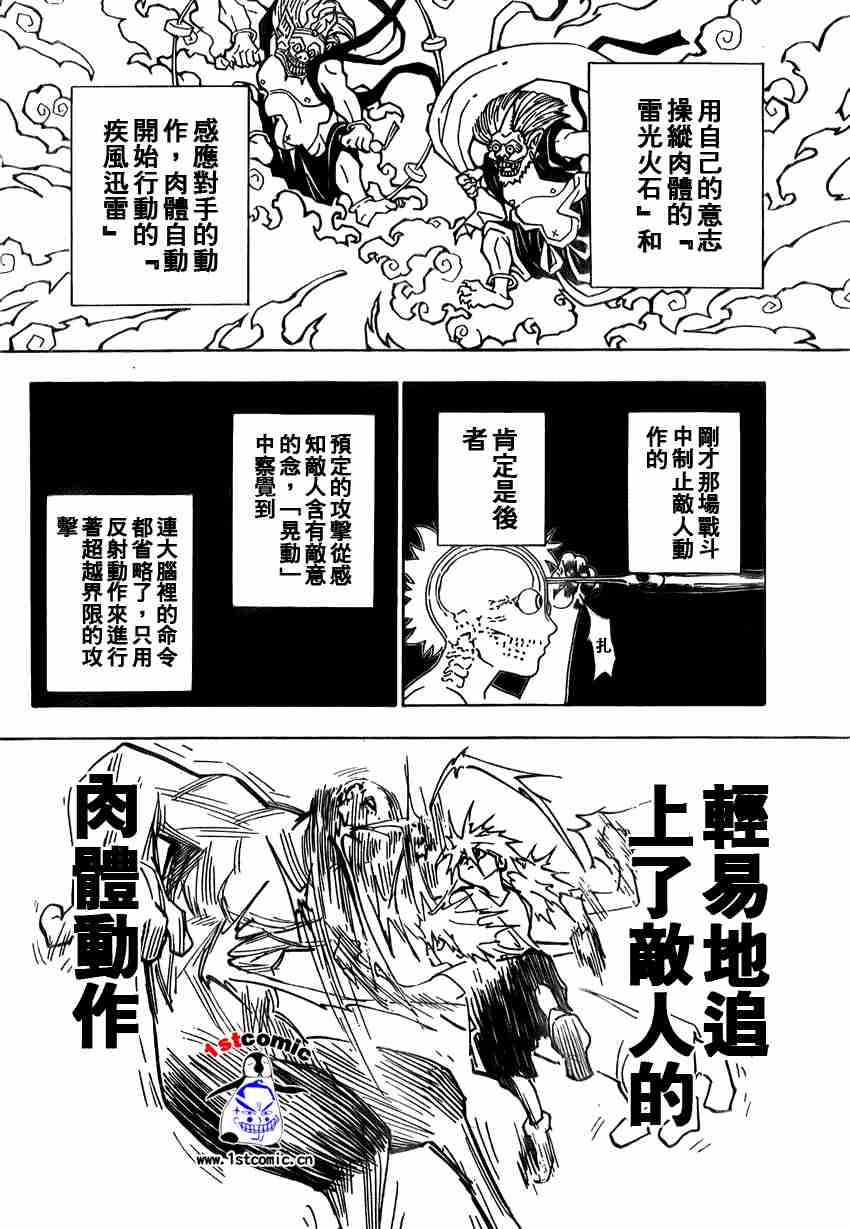 用自己的意志
操縱肉體的『
雷光火石』和
感應對手的動
作，肉體自動
開始行動的『
疾風迅雷』
剛才那場戰斗
中制止敵人動
作的
肯定是後
者
扎
預定的攻擊從感
知敵人含有敵意
的念，「晃動」
中察覺到
連大腦裡的命令
都省略了，只用
反射動作來進行
著超越界限的攻
擊
輕易地追
上了敵人的
肉體動作
1stcomic
www.1stcomic.cn